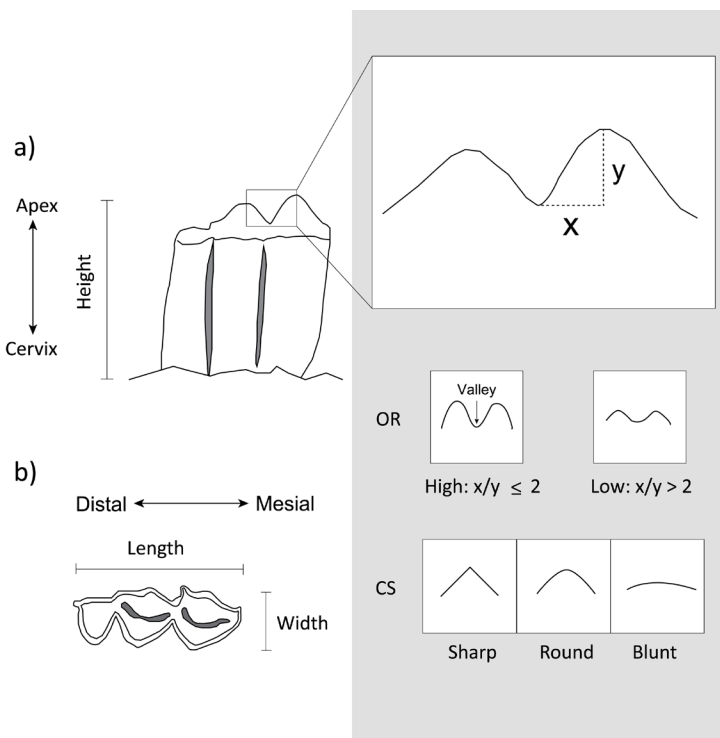 a)
Apex
Height
Cervix
y
x
OR
Valley
High: x/y ≤ 2
Low: x/y > 2
b)
Distal
Mesial
Length
Width
CS
Sharp
Round
Blunt